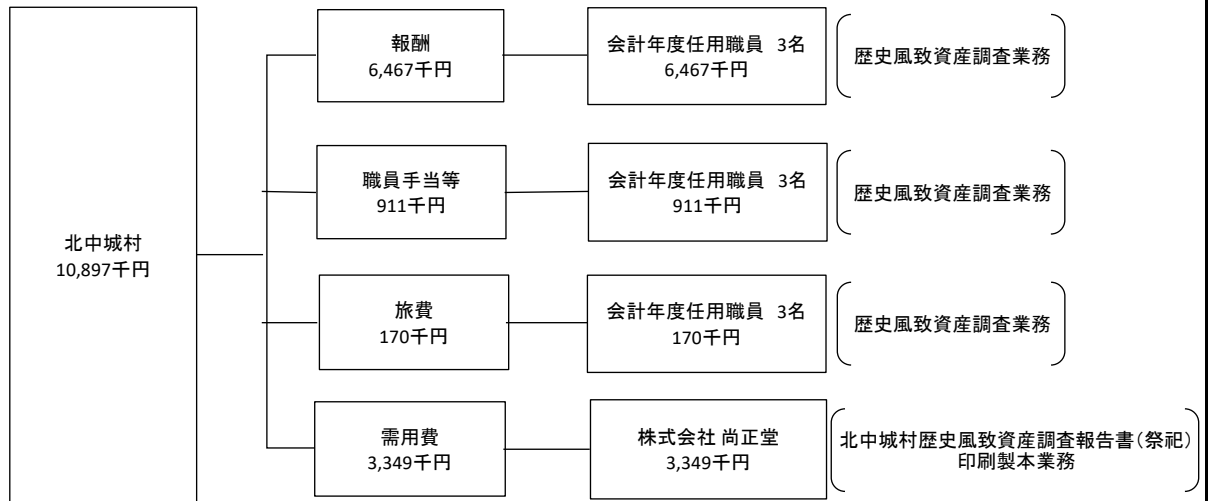 北中城村
10,897千円
報酬
6,467千円
会計年度任用職員 3名
6,467千円
歴史風致資産調査業務
職員手当等
911千円
会計年度任用職員 3名
911千円
歴史風致資産調査業務
旅費
170千円
会計年度任用職員 3名
170千円
歴史風致資産調査業務
需用費
3,349千円
株式会社 尚正堂
3,349千円
北中城村歴史風致資産調査報告書(祭祀)
印刷製本業務